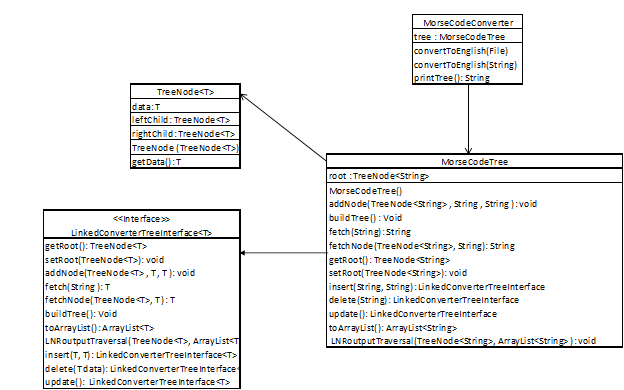 MorseCodeConverter
tree : MorseCodeTree
convertToEnglish(File)
convertToEnglish(String)
printTree(): String
TreeNode<T>
data:T
leftChild:TreeNode<T>
rightChild:TreeNode<T>
TreeNode (TreeNode<T>)
getData():T
MorseCodeTree
root :TreeNode<String>
MorseCodeTree()
addNode(TreeNode<String> , String , String ):void
buildTree() : Void
fetch(String):String
fetchNode(TreeNode<String>, String): String
getRoot(): TreeNode<String>
setRoot(TreeNode<String>): void
insert(String, String):LinkedConverterTreeInterface
delete(String): LinkedConverterTreeInterface
update(): LinkedConverterTreeInterface
toArrayList(): ArrayList<String>
LNRoutputTraversal(TreeNode<String>, ArrayList<String> ):void
<<Interface>>
LinkedConverterTreeInterface<T>
getRoot(): TreeNode<T>
setRoot(TreeNode<T>): void
addNode(TreeNode<T> , T, T ): void
fetch(String ): T
fetchNode(TreeNode<T>, T) : T
buildTree(): Void
toArrayList():ArrayList<T>
LNRoutputTraversal(TreeNode<T>, ArrayList<T
insert(T, T): LinkedConverterTreeInterface<T>
delete(T data): LinkedConverterTreeInterface<
update(): LinkedConverterTreeInterface<T>